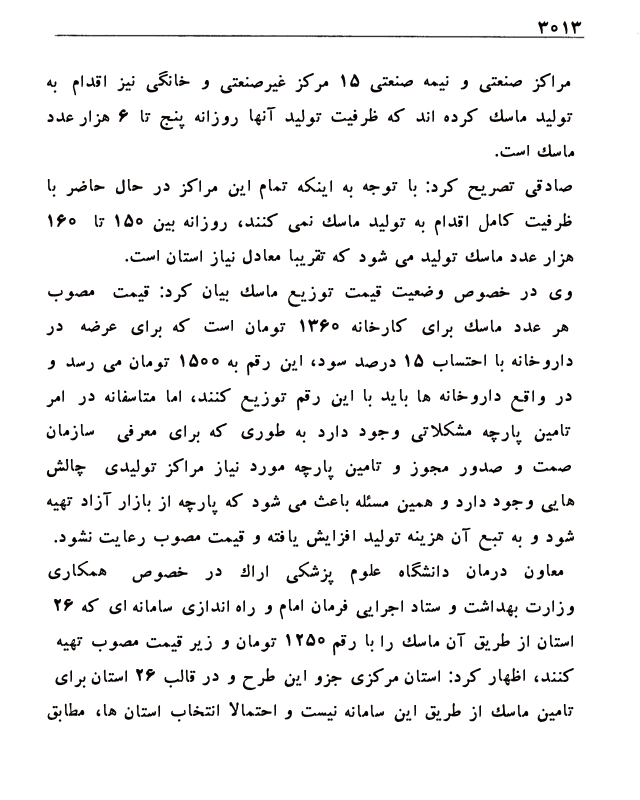 ۳۰۱۳
مراکز صنعتی و نیمه صنعتی ۱۵ مرکز غیرصنعتی و خانگی نیز اقدام به
تولید ماسک کرده اند که ظرفیت تولید آنها روزانه پنج تا ۶ هزار عدد
ماسک است.
صادقی تصریح کرد: با توجه به اینکه تمام این مراکز در حال حاضر با
ظرفیت کامل اقدام به تولید ماسک نمی کنند، روزانه بین ۱۵۰ تا ۱۶۰
هزار عدد ماسک تولید می شود که تقریبا معادل نیاز استان است.
وی در خصوص وضعیت قیمت توزیع ماسک بیان کرد: قیمت مصوب
هر عدد ماسک برای کارخانه ۱۳۶۰ تومان است که برای عرضه در
داروخانه با احتساب ۱۵ درصد سود، این رقم به ۱۵۰۰ تومان می رسد و
در واقع داروخانه ها باید با این رقم توزیع کنند، اما متاسفانه در امر
تامین پارچه مشکلاتی وجود دارد به طوری که برای معرفی سازمان
صمت و صدور مجوز و تامین پارچه مورد نیاز مراکز تولیدی چالش
هایی وجود دارد و همین مسئله باعث می شود که پارچه از بازار آزاد تهیه
شود و به تبع آن هزینه تولید افزایش یافته و قیمت مصوب رعایت نشود.
معاون درمان دانشگاه علوم پزشکی اراک در خصوص همکاری
وزارت بهداشت و ستاد اجرایی فرمان امام و راه اندازی سامانه ای که ۲۶
استان از طریق آن ماسک را با رقم ۱۲۵۰ تومان و زیر قیمت مصوب تهیه
کنند، اظهار کرد: استان مرکزی جزو این طرح و در قالب ۲۶ استان برای
تامین ماسک از طریق این سامانه نیست و احتمالا انتخاب استان ها، مطابق